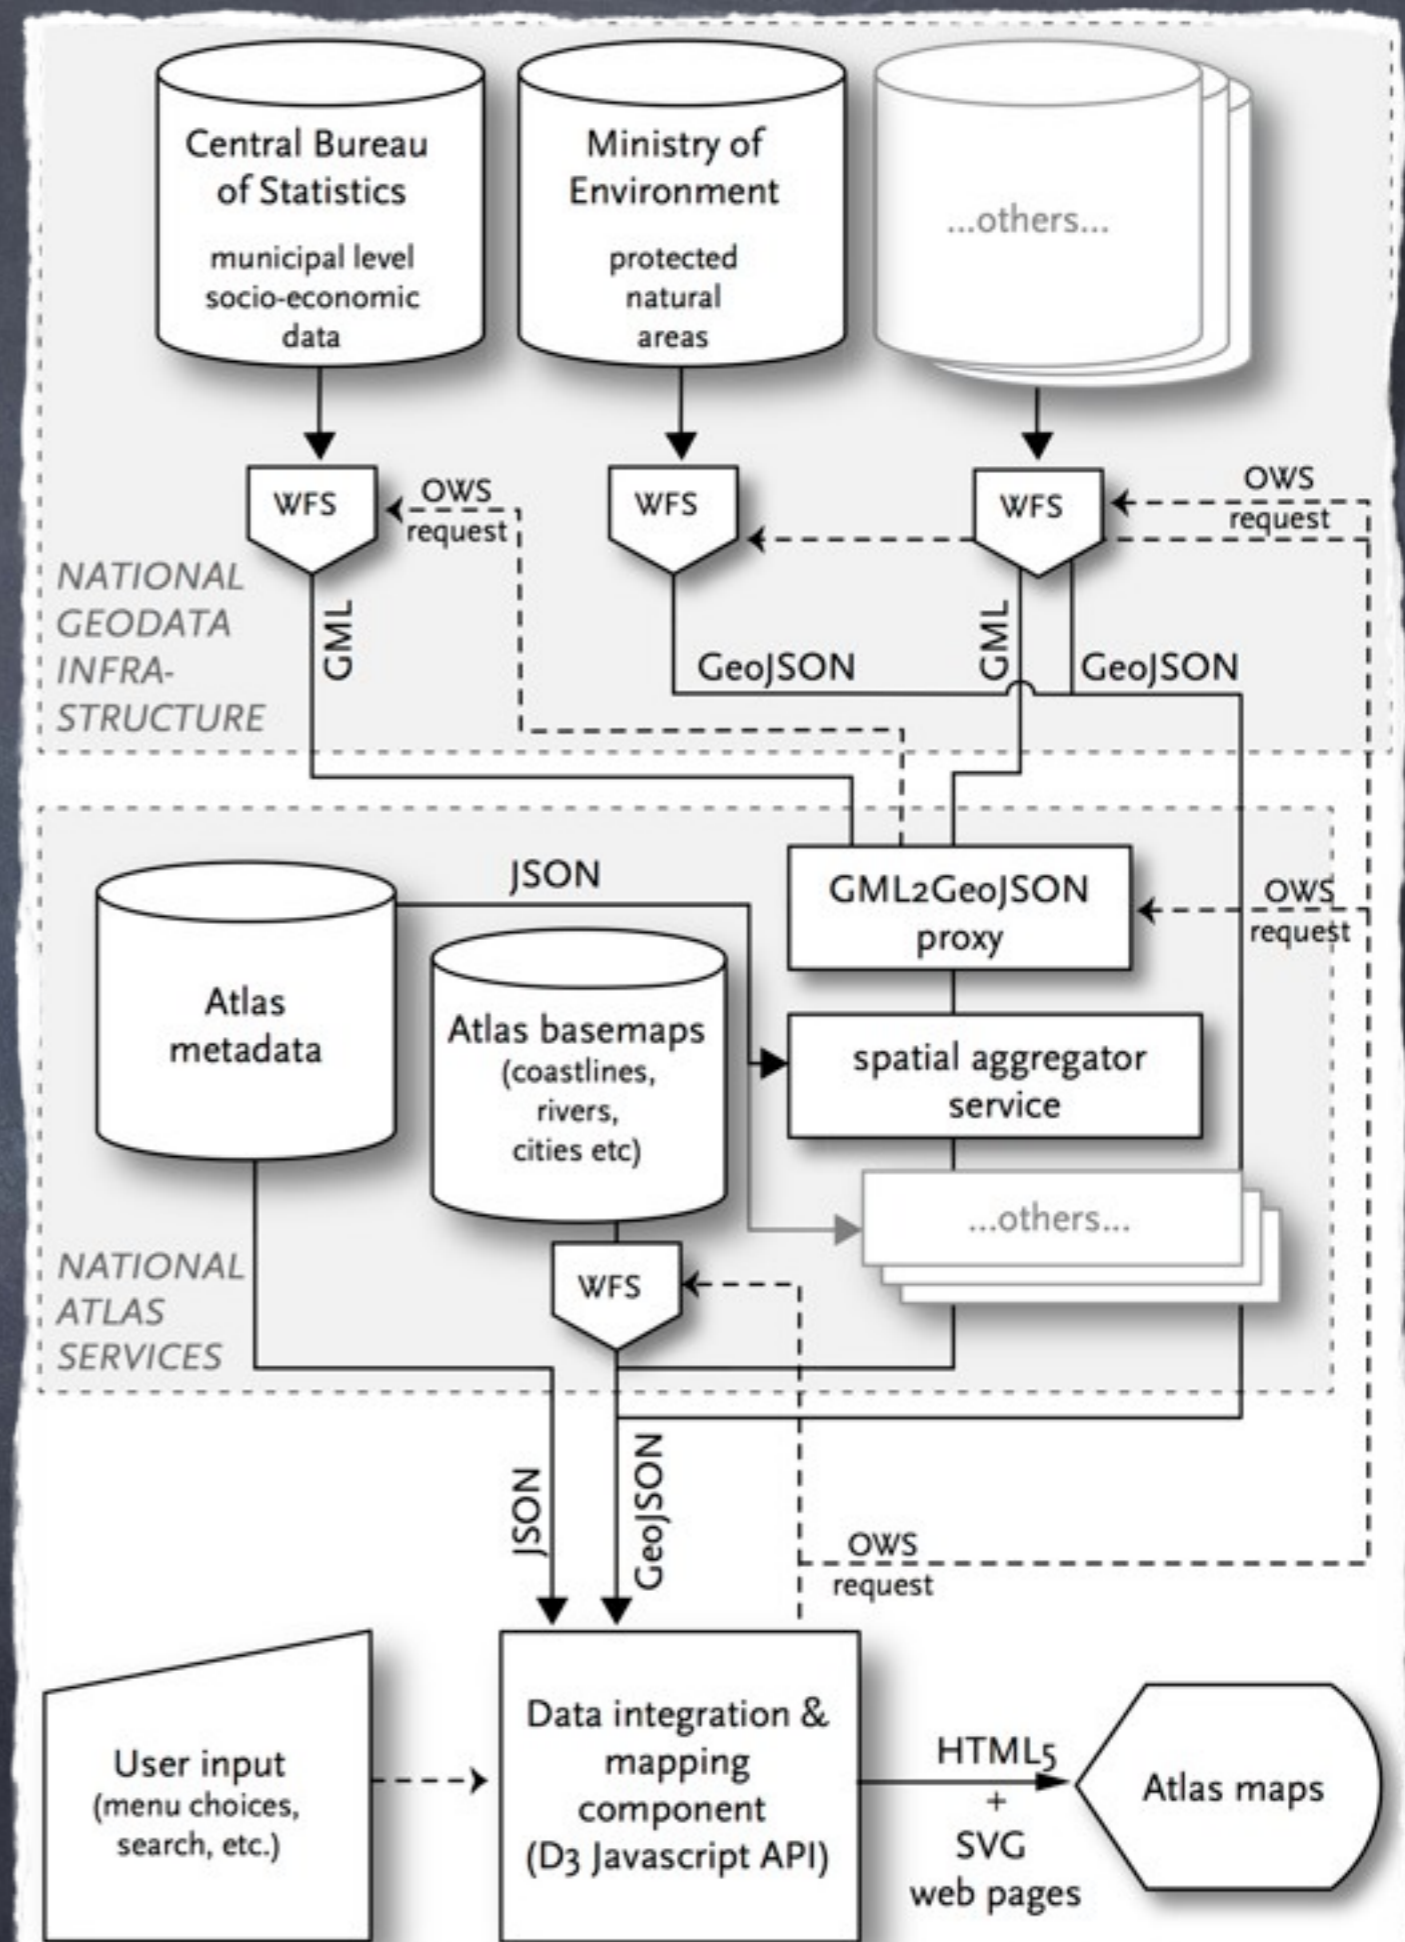 Central Bureau
of Statistics
municipal level
socio-economic
data
Ministry of
Environment
protected
natural
areas
...others...
WFS
OWS
request
WFS
WFS
OWS
request
NATIONAL
GEODATA
INFRA-
STRUCTURE
GML
GeoJSON
GML
GeoJSON
JSON
GML2GeoJSON
proxy
OWS
request
Atlas
metadata
Atlas basemaps
(coastlines,
rivers,
cities etc)
spatial aggregator
service
...others...
WFS
NATIONAL
ATLAS
SERVICES
JSON
GeoJSON
OWS
request
User input
(menu choices,
search, etc.)
Data integration &
mapping
component
(D3 Javascript API)
HTML5
+
SVG
web pages
Atlas maps